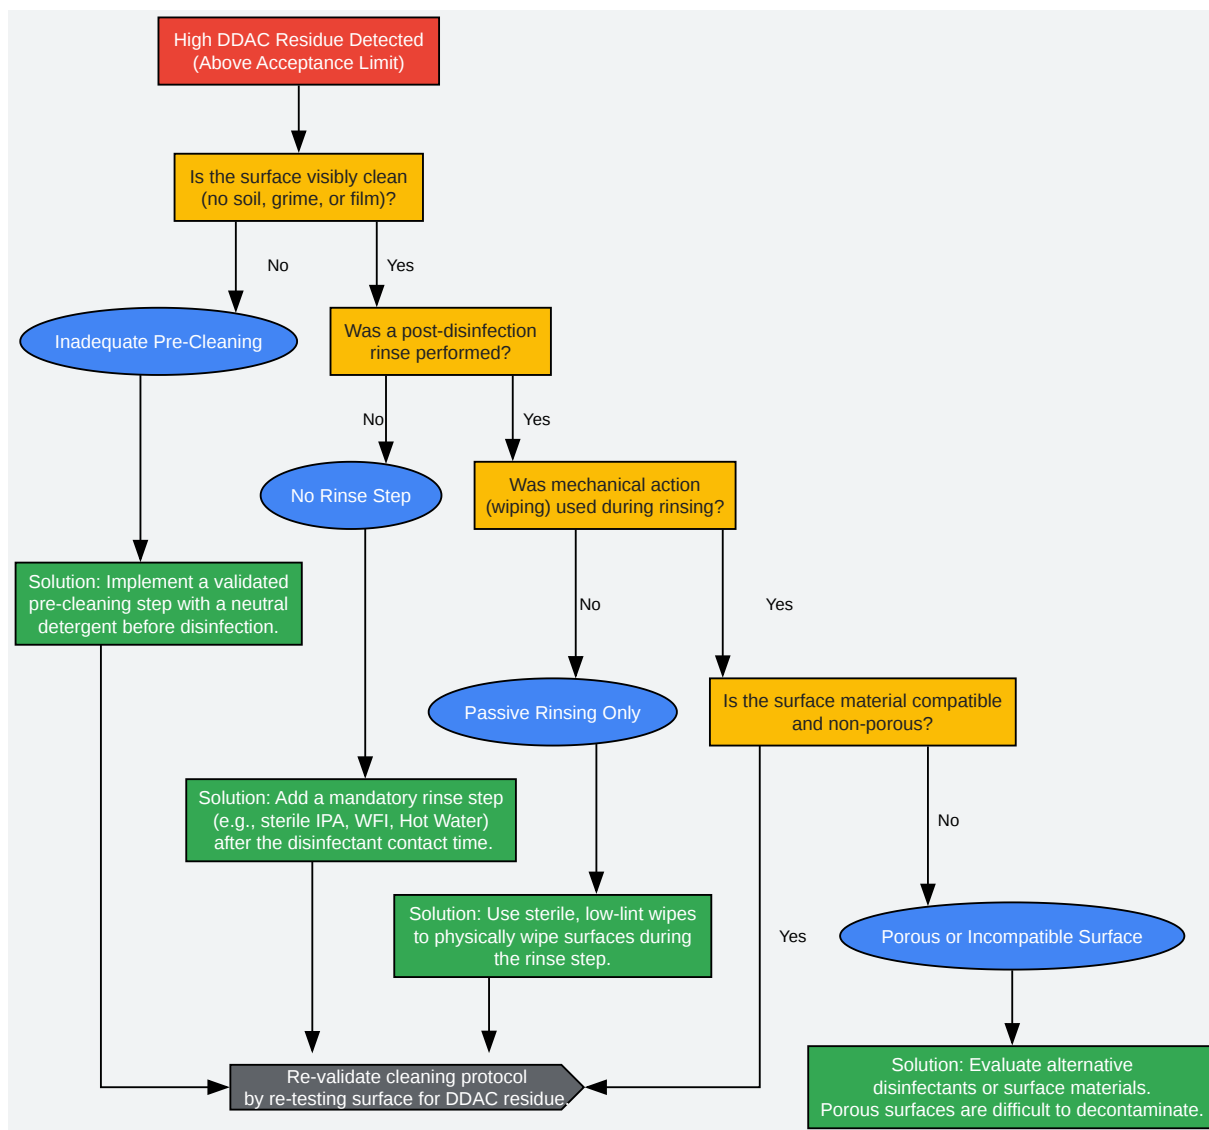 High DDAC Residue Detected
(Above Acceptance Limit)
Is the surface visibly clean
(no soil, grime, or film)?
No
Yes
Inadequate Pre-Cleaning
Was a post-disinfection
rinse performed?
No
Yes
No Rinse Step
Was mechanical action
(wiping) used during rinsing?
Solution: Implement a validated
pre-cleaning step with a neutral
detergent before disinfection.
No
Yes
Passive Rinsing Only
Is the surface material compatible
and non-porous?
Solution: Add a mandatory rinse step
(e.g., sterile IPA, WFI, Hot Water)
after the disinfectant contact time.
No
Solution: Use sterile, low-lint wipes
to physically wipe surfaces during
the rinse step.
Yes
Porous or Incompatible Surface
Re-validate cleaning protocol
by re-testing surface for DDAC residue.
Solution: Evaluate alternative
disinfectants or surface materials.
Porous surfaces are difficult to decontaminate.